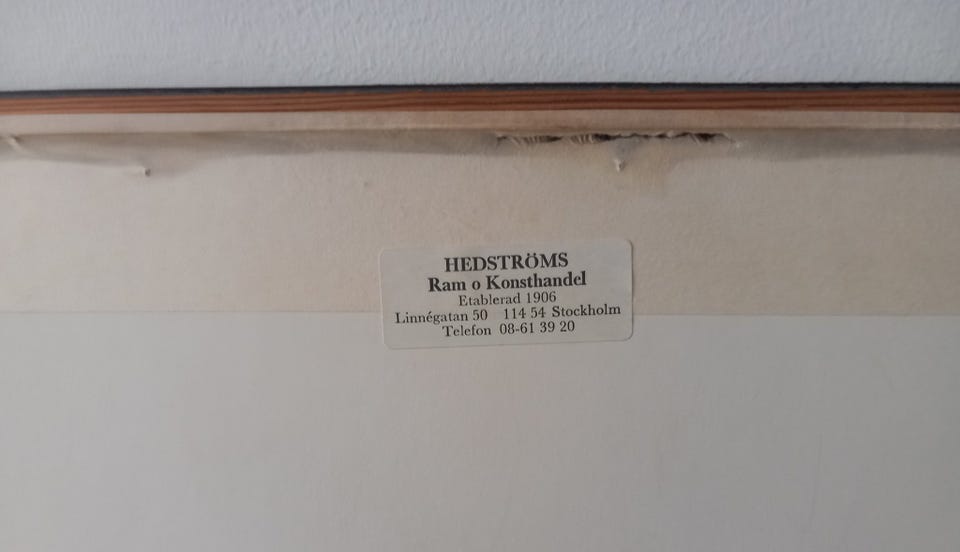 HEDSTRÖMS
Ram o Konsthandel
Etablerad 1906
Linnégatan 50 114 54 Stockholm
Telefon 08-61 39 20